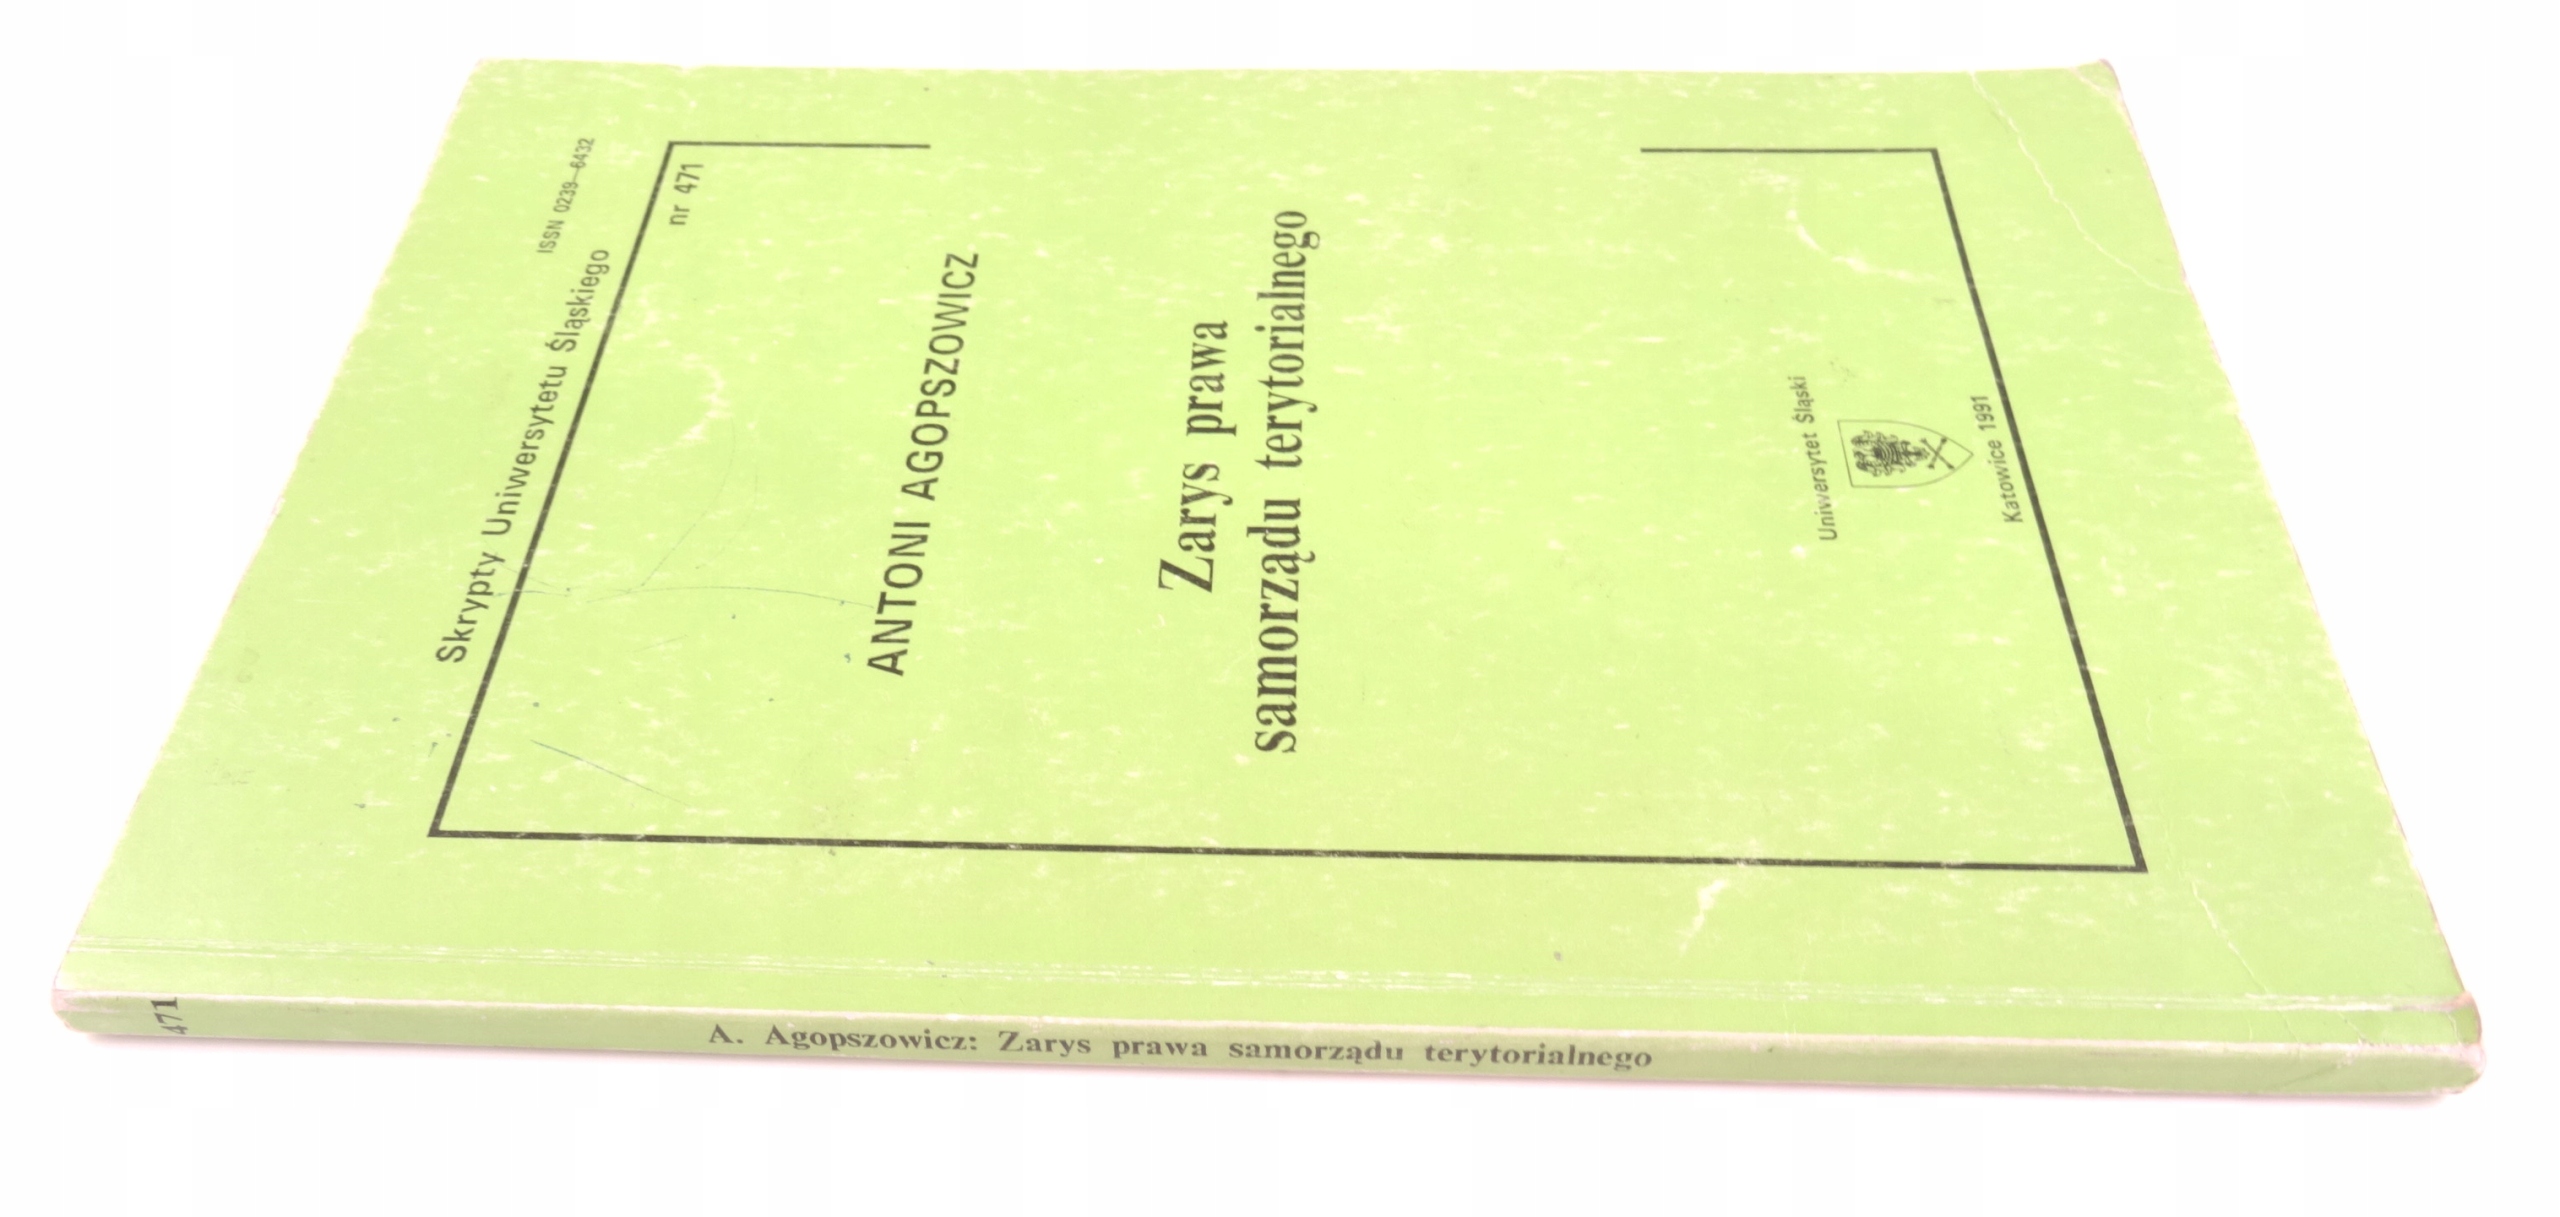 Skrypty Uniwersytetu Śląskiego
ISSN 0239—6432
nr 471
ANTONI AGOPSZOWICZ
Zarys prawa
samorządu terytorialnego
Uniwersytet Śląski
Katowice 1991
471
A. Agopszowicz: Zarys prawa samorządu terytorialnego